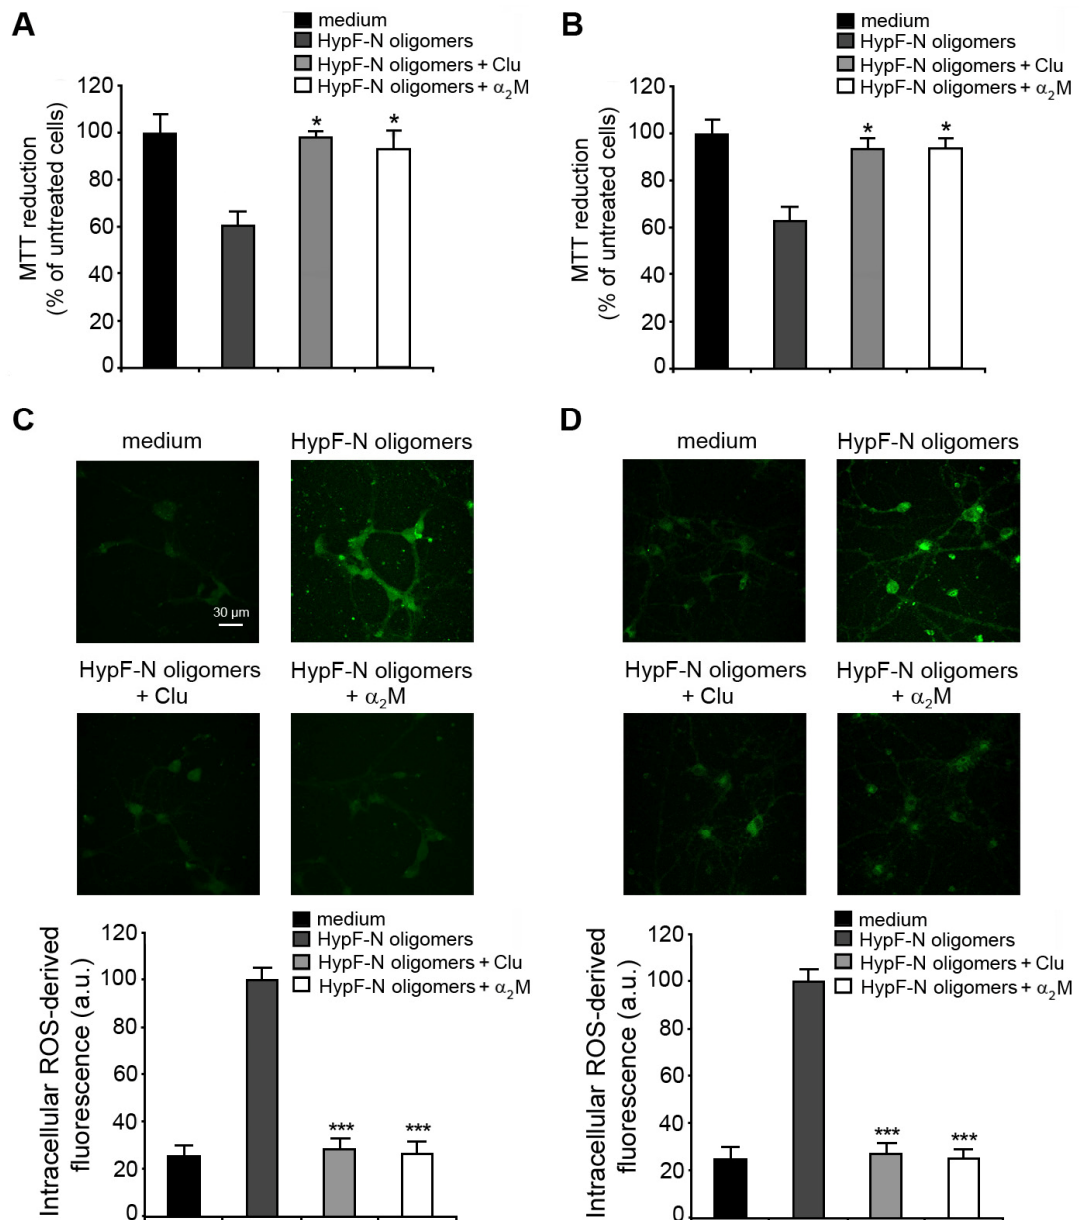 A
medium
HypF-N oligomers
HypF-N oligomers + Clu
HypF-N oligomers + α₂M
MTT reduction
(% of untreated cells)
120
100
80
60
40
20
0
*
*
B
medium
HypF-N oligomers
HypF-N oligomers + Clu
HypF-N oligomers + α₂M
MTT reduction
(% of untreated cells)
120
100
80
60
40
20
0
*
*
C
medium
HypF-N oligomers
30 µm
HypF-N oligomers
+ Clu
HypF-N oligomers
+ α₂M
medium
HypF-N oligomers
HypF-N oligomers + Clu
HypF-N oligomers + α₂M
Intracellular ROS-derived
fluorescence (a.u.)
120
100
80
60
40
20
0
***
***
D
medium
HypF-N oligomers
HypF-N oligomers
+ Clu
HypF-N oligomers
+ α₂M
medium
HypF-N oligomers
HypF-N oligomers + Clu
HypF-N oligomers + α₂M
Intracellular ROS-derived
fluorescence (a.u.)
120
100
80
60
40
20
0
***
***